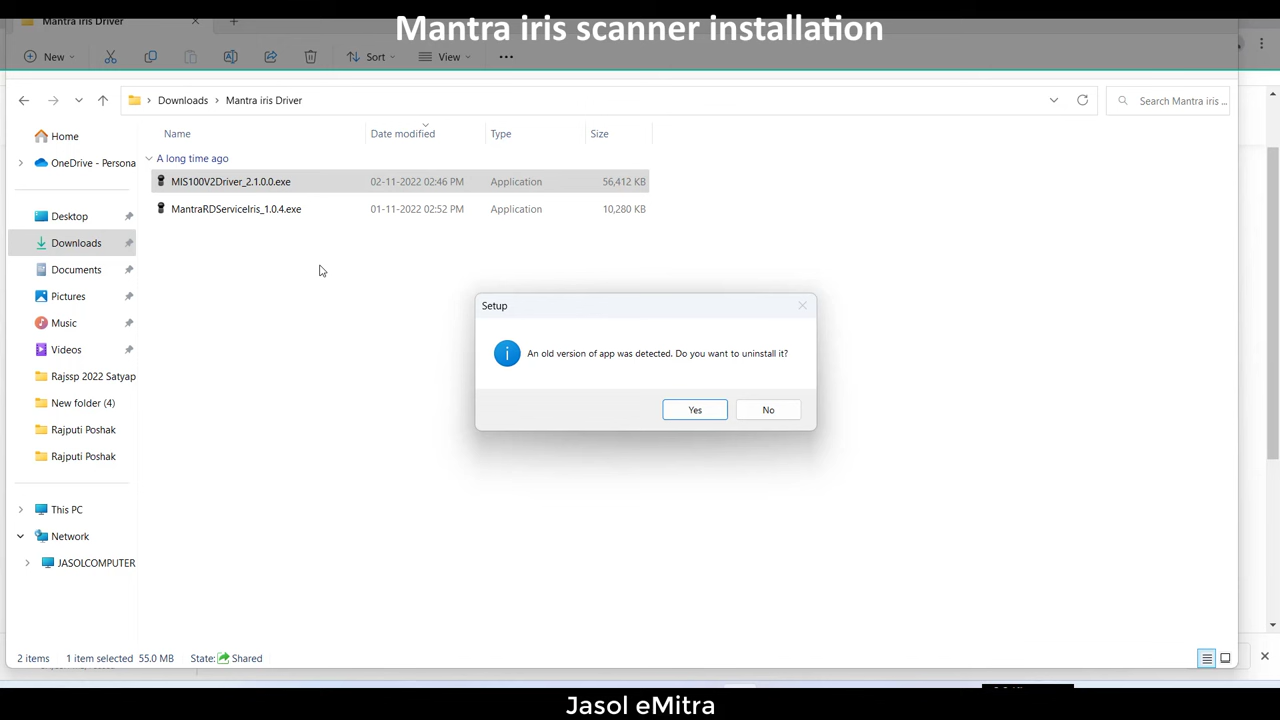 Mantra iris Driver
Mantra iris scanner installation
New
Sort
View
Downloads
Mantra iris Driver
Search Mantra iris ...
Name
Date modified
Type
Size
A long time ago
MIS100V2Driver_2.1.0.0.exe
02-11-2022 02:46 PM
Application
56,412 KB
MantraRDServiceIris_1.0.4.exe
01-11-2022 02:52 PM
Application
10,280 KB
Home
OneDrive - Persona
Desktop
Downloads
Documents
Pictures
Music
Videos
Rajssp 2022 Satyap
New folder (4)
Rajputi Poshak
Rajputi Poshak
This PC
Network
JASOLCOMPUTER
Setup
An old version of app was detected. Do you want to uninstall it?
Yes
No
2 items
1 item selected
55.0 MB
State:
Shared
Jasol eMitra